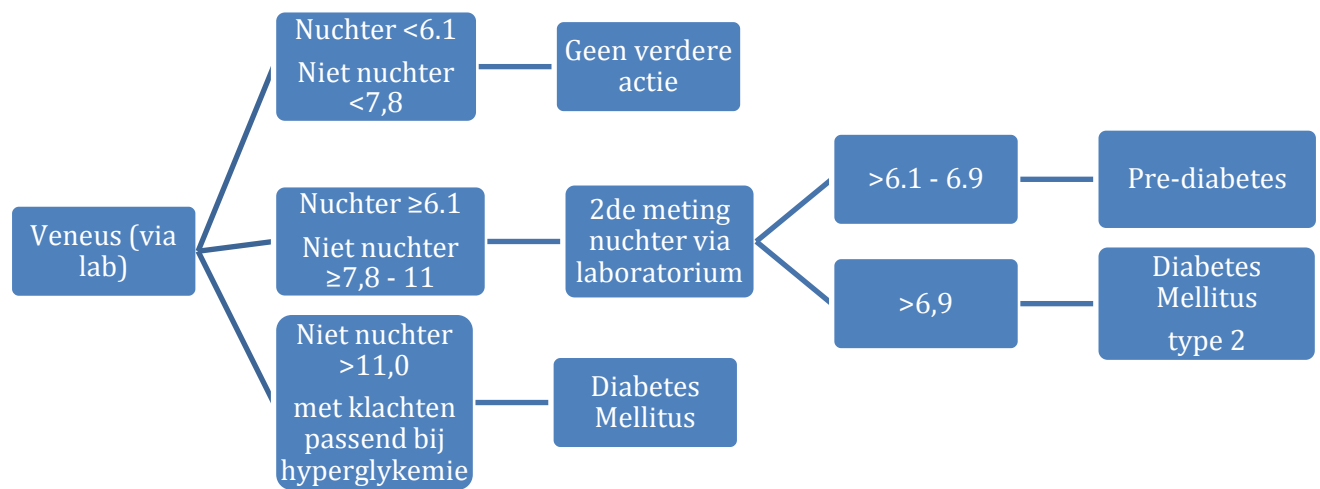 Veneus (via
lab)
Nuchter <6.1
Niet nuchter
<7,8
Geen verdere
actie
Nuchter ≥6.1
Niet nuchter
≥7,8 - 11
2de meting
nuchter via
laboratorium
>6.1 - 6.9
Pre-diabetes
>6,9
Diabetes
Mellitus
type 2
Niet nuchter
>11,0
met klachten
passend bij
hyperglykemie
Diabetes
Mellitus